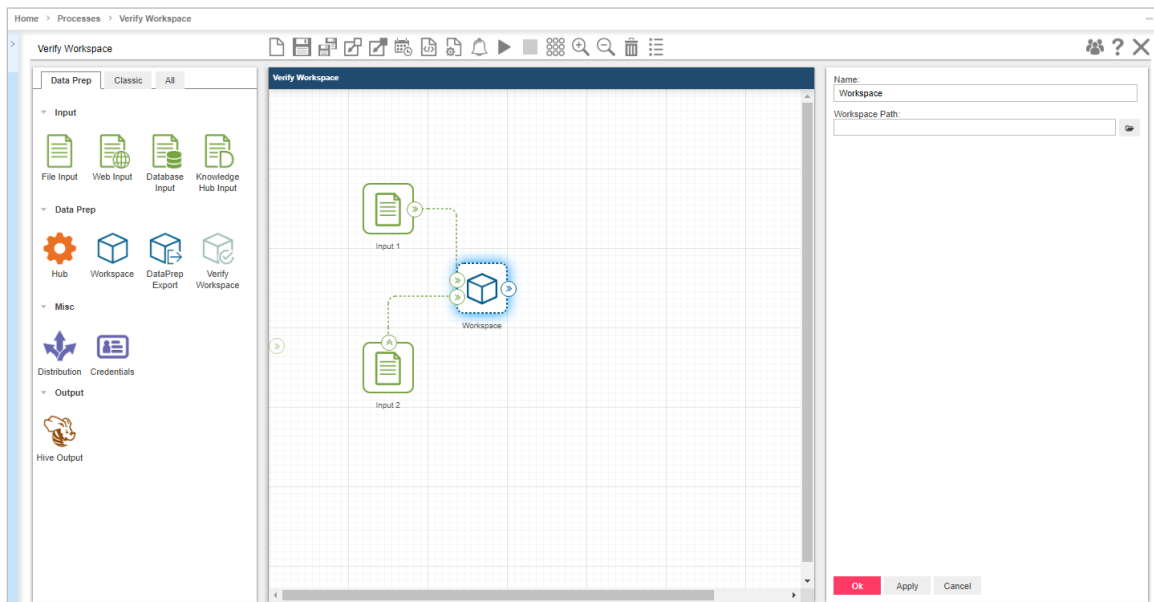 Home > Processes > Verify Workspace
Verify Workspace
Data Prep Classic All
Input
File Input Web Input Database Input Knowledge Hub Input
Data Prep
Hub Workspace DataPrep Export Verify Workspace
Misc
Distribution Credentials
Output
Hive Output
Verify Workspace
Input 1
Workspace
Input 2
Name:
Workspace
Workspace Path:
Ok Apply Cancel